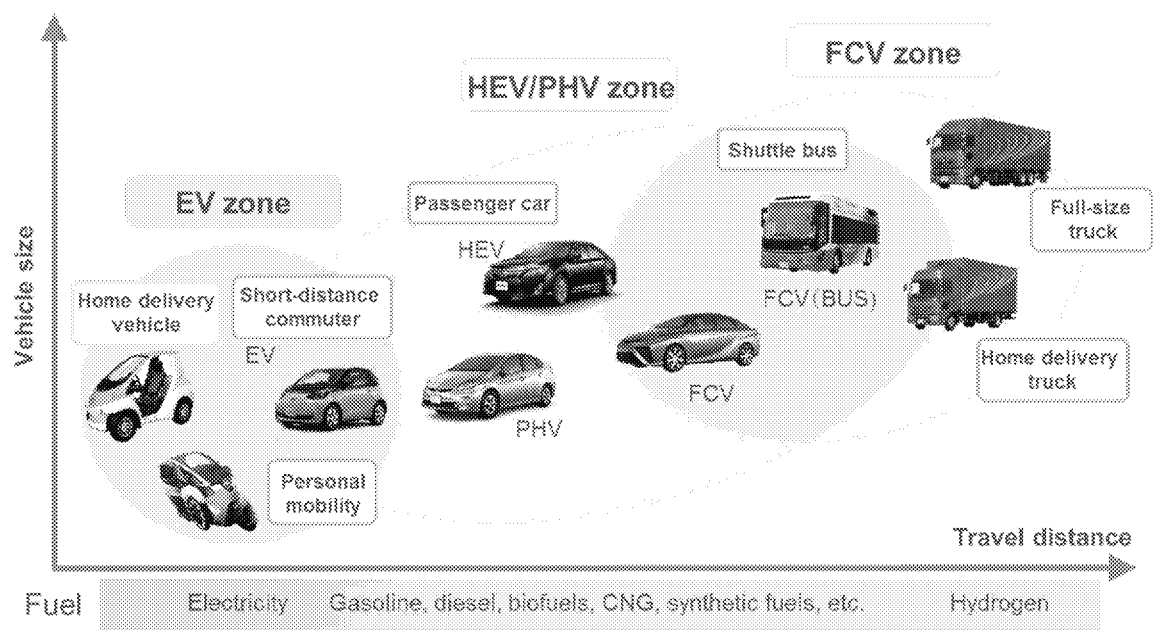 FCV zone
HEV/PHV zone
Shuttle bus
EV zone
Passenger car
Full-size
truck
HEV
Vehicle size
Home delivery
vehicle
Short-distance
commuter
FCV(BUS)
EV
Home delivery
truck
FCV
PHV
Personal
mobility
Travel distance
Fuel
Electricity
Gasoline, diesel, biofuels, CNG, synthetic fuels, etc.
Hydrogen